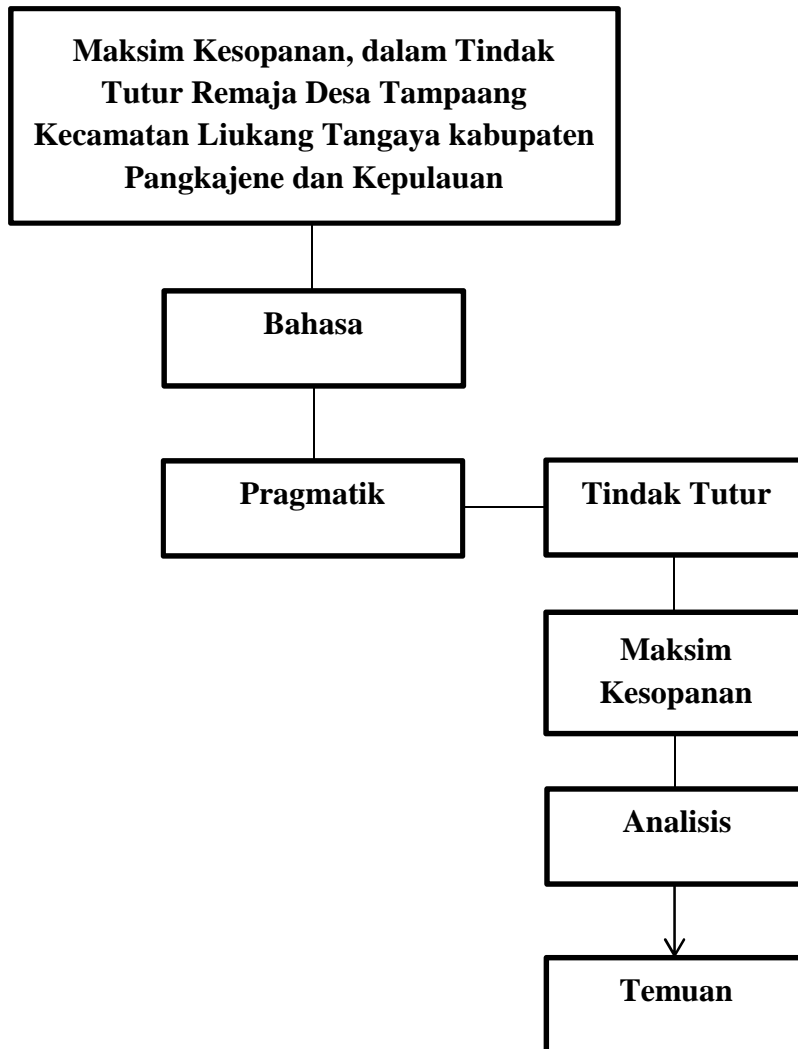 Maksim Kesopanan, dalam Tindak
Tutur Remaja Desa Tampaang
Kecamatan Liukang Tangaya kabupaten
Pangkajene dan Kepulauan
Bahasa
Pragmatik
Tindak Tutur
Maksim
Kesopanan
Analisis
Temuan